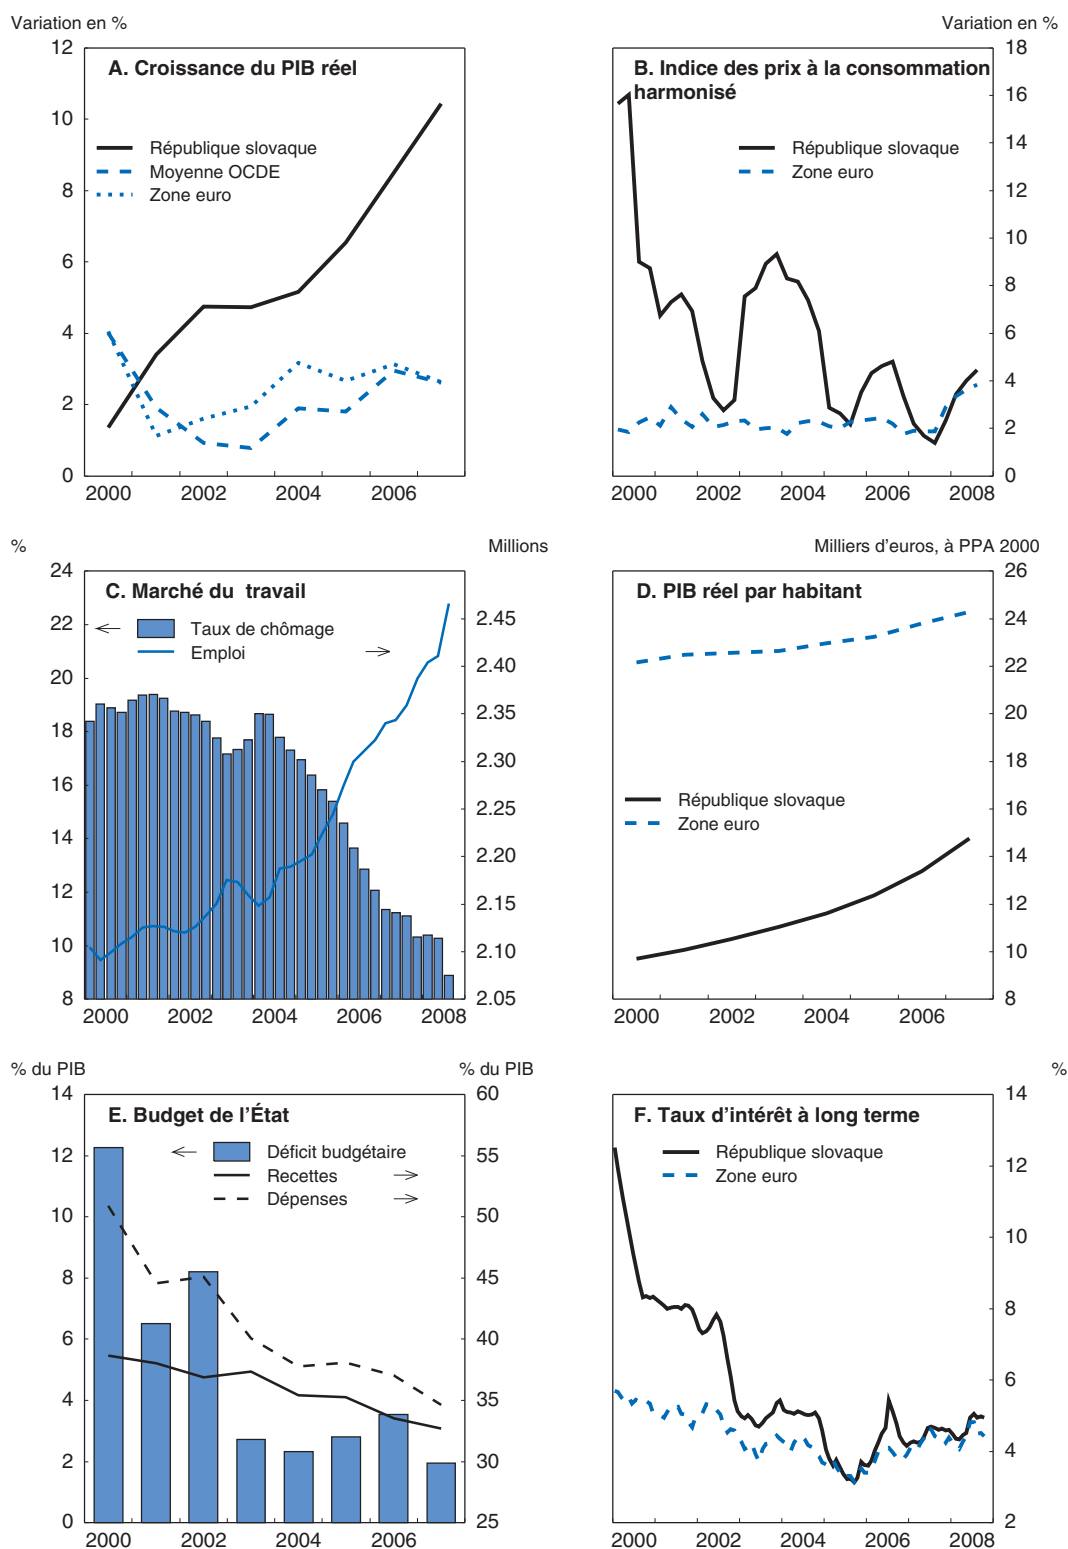 Variation en %
12
A. Croissance du PIB réel
10
République slovaque
Moyenne OCDE
Zone euro
8
6
4
2
0
2000 2002 2004 2006
Variation en %
18
B. Indice des prix à la consommation
harmonisé
16
14
République slovaque
Zone euro
12
10
8
6
4
2
0
2000 2002 2004 2006 2008
% Millions
24
C. Marché du travail
22
2.45
Taux de chômage
Emploi
20
2.40
18
2.35
2.30
16
2.25
14
2.20
12
2.15
10
2.10
8
2.05
2000 2002 2004 2006 2008
Milliers d'euros, à PPA 2000
26
D. PIB réel par habitant
24
22
20
18
16
République slovaque
Zone euro
14
12
10
8
2000 2002 2004 2006
% du PIB % du PIB
14 60
E. Budget de l'État
12 55
Déficit budgétaire
Recettes
Dépenses
10 50
8 45
6 40
4 35
2 30
0 25
2000 2002 2004 2006
%
14
F. Taux d'intérêt à long terme
12
République slovaque
Zone euro
10
8
6
4
2
2000 2002 2004 2006 2008